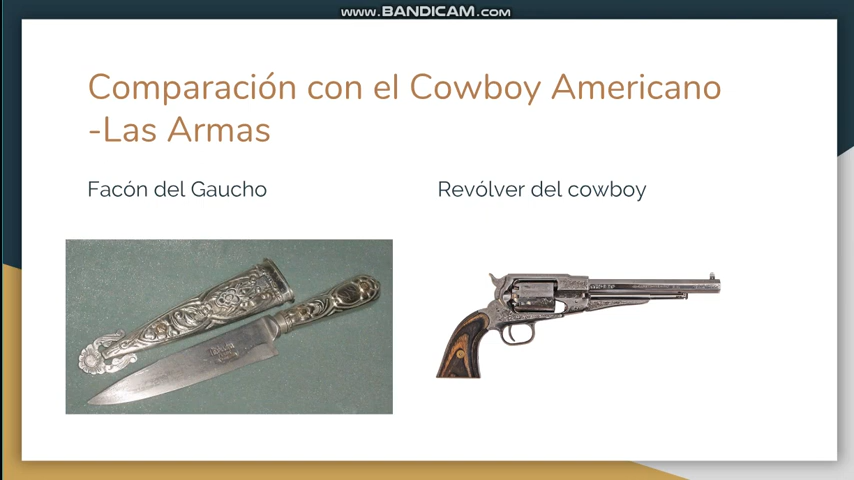 www.BANDICAM.com
Comparación con el Cowboy Americano
-Las Armas
Facón del Gaucho
Revólver del cowboy